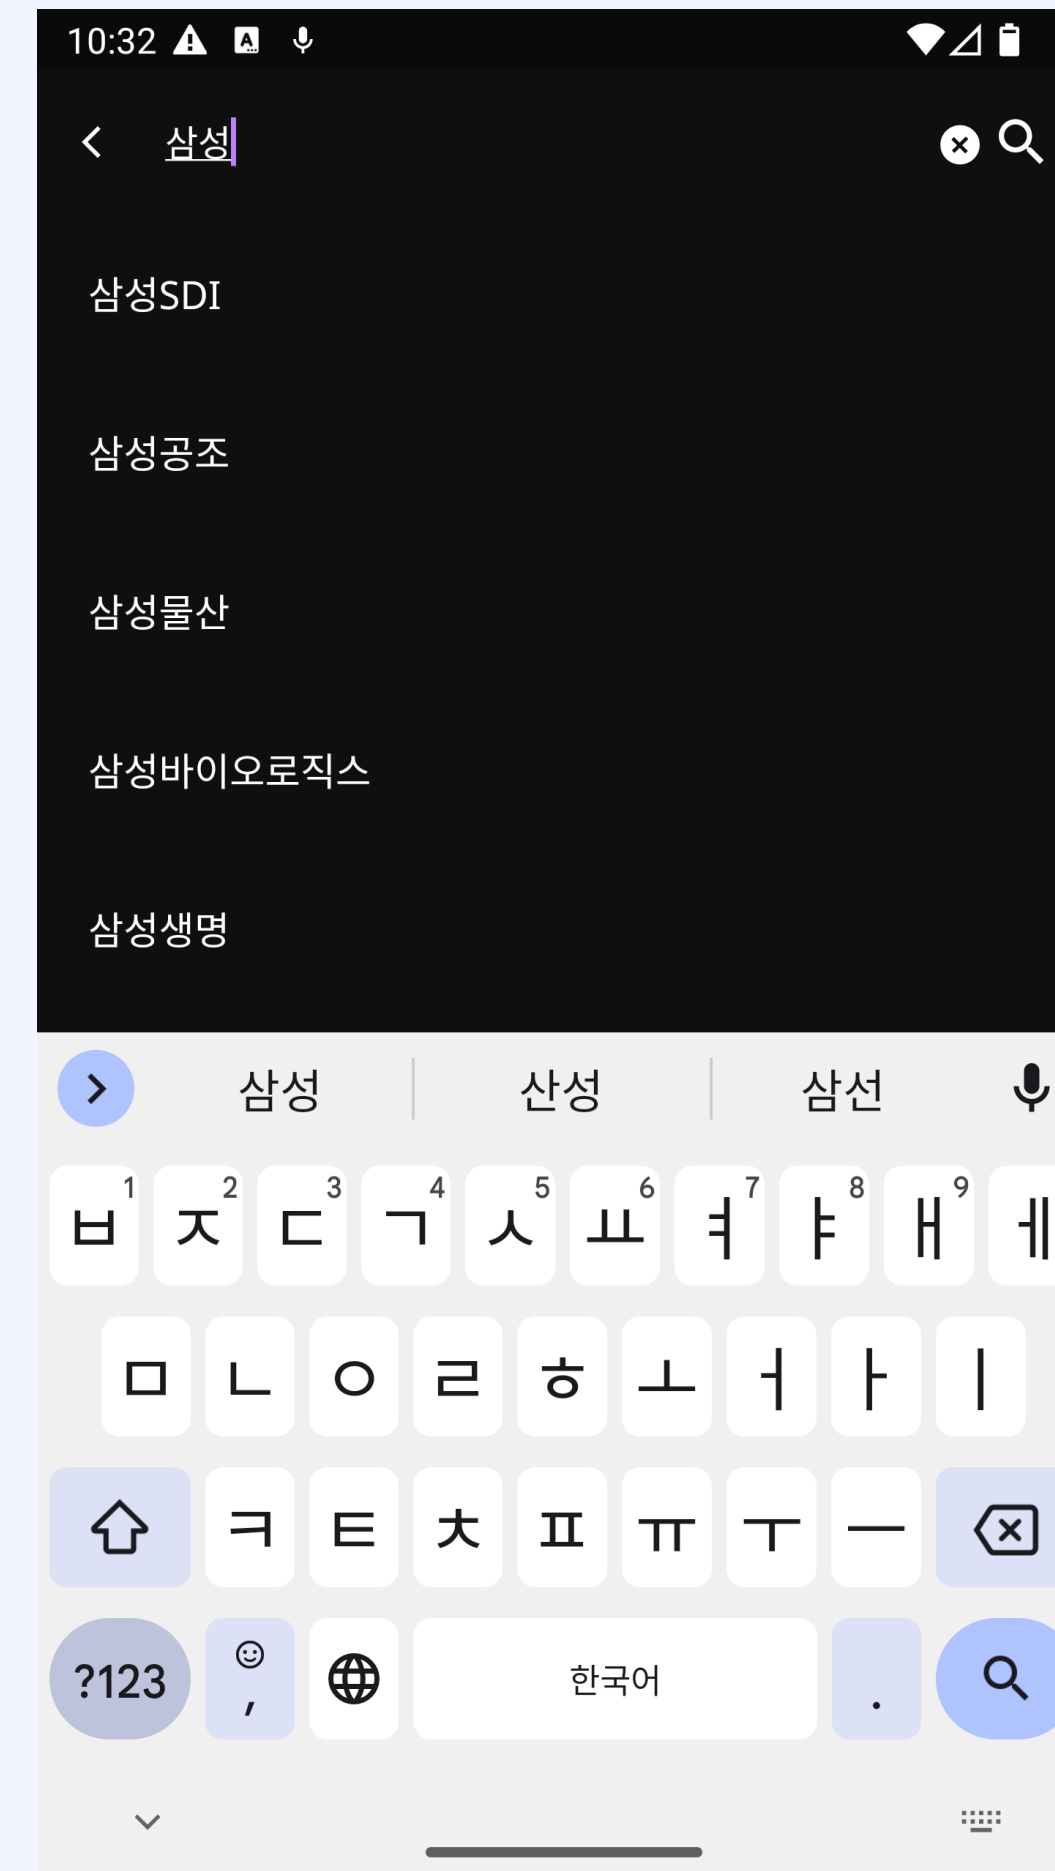 10:32
삼성
삼성SDI
삼성공조
삼성물산
삼성바이오로직스
삼성생명
삼성 산성 삼선
1 2 3 4 5 6 7 8 9
ㅂ ㅈ ㄷ ㄱ ㅅ ㅛ ㅕ ㅑ ㅐ ㅔ
ㅁ ㄴ ㅇ ㄹ ㅎ ㅗ ㅓ ㅏ ㅣ
ㅋ ㅌ ㅊ ㅍ ㅠ ㅜ ㅡ
?123 , 한국어 .